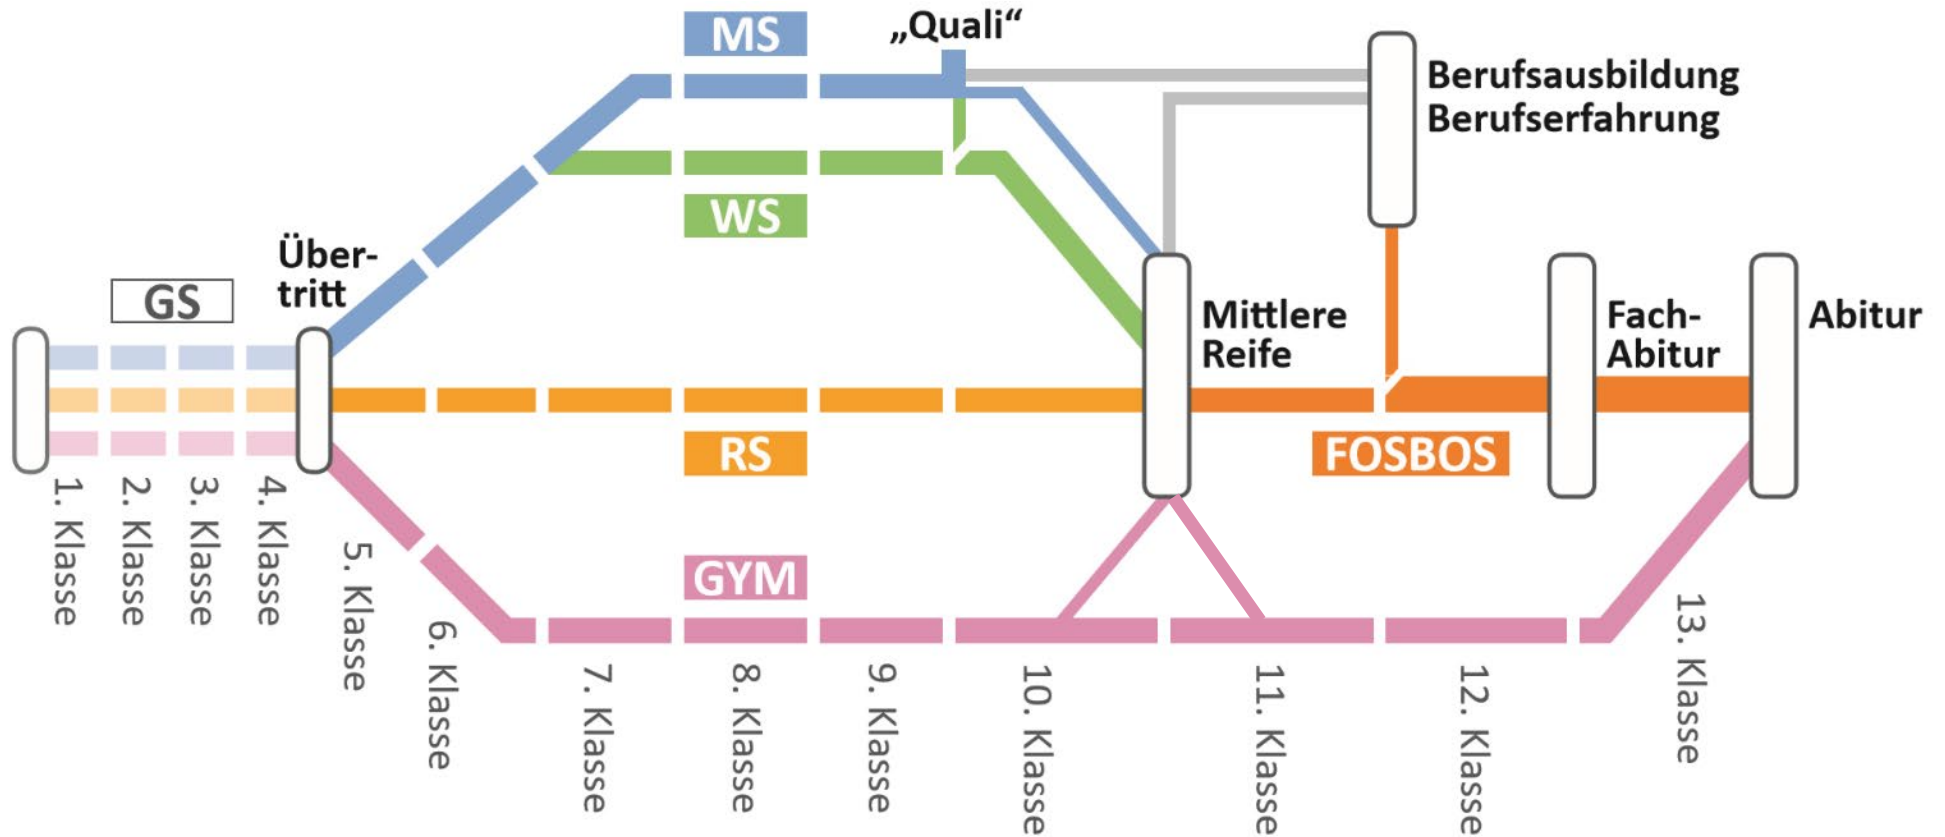 MS
„Quali“
Berufsausbildung
Berufserfahrung
WS
Über-
tritt
GS
Mittlere
Reife
Fach-
Abitur
Abitur
RS
FOSBOS
GYM
1. Klasse
2. Klasse
3. Klasse
4. Klasse
5. Klasse
6. Klasse
7. Klasse
8. Klasse
9. Klasse
10. Klasse
11. Klasse
12. Klasse
13. Klasse